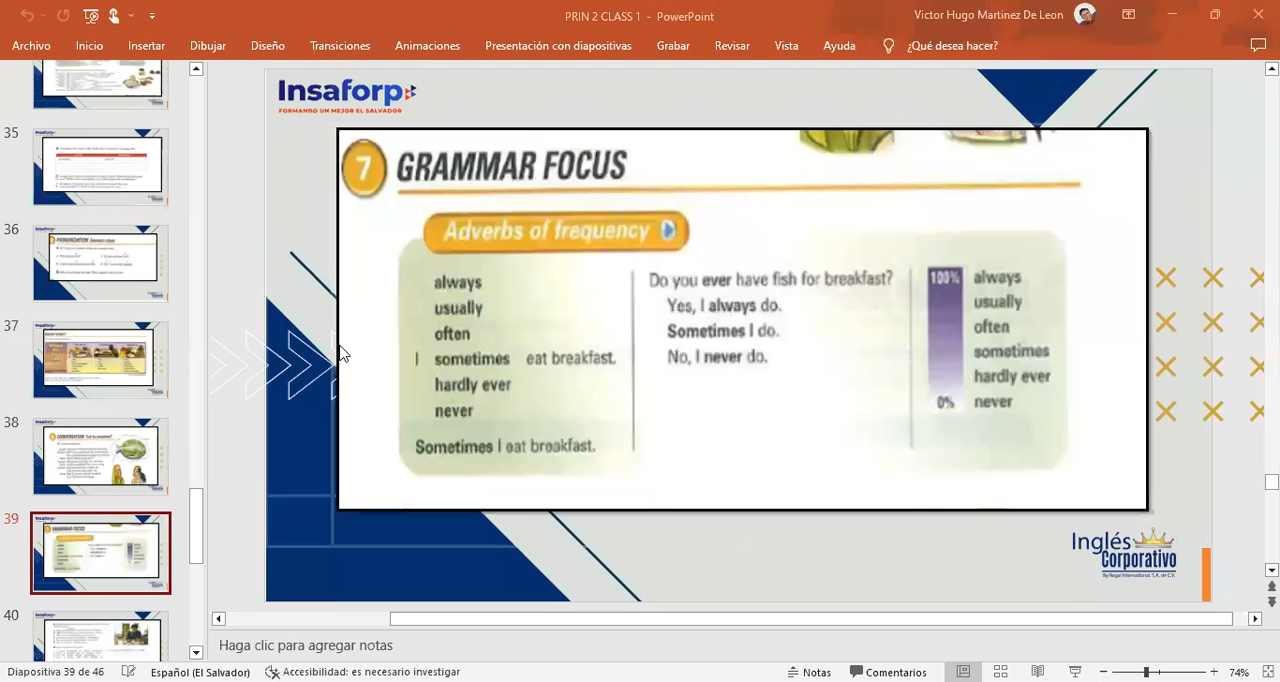 PRIN 2 CLASS 1 - PowerPoint
Victor Hugo Martinez De Leon
Archivo Inicio Insertar Dibujar Diseño Transiciones Animaciones Presentación con diapositivas Grabar Revisar Vista Ayuda ¿Qué desea hacer?
35
36
37
38
39
40
Insaforp
FORMANDO UN MEJOR EL SALVADOR
7 GRAMMAR FOCUS
Adverbs of frequency
always
usually
often
I sometimes eat breakfast.
hardly ever
never
Sometimes I eat breakfast.
Do you ever have fish for breakfast?
Yes, I always do.
Sometimes I do.
No, I never do.
100% always
usually
often
sometimes
hardly ever
0% never
Inglés
Corporativo
Haga clic para agregar notas
Diapositiva 39 de 46 Español (El Salvador) Accesibilidad: es necesario investigar Notas Comentarios 74%